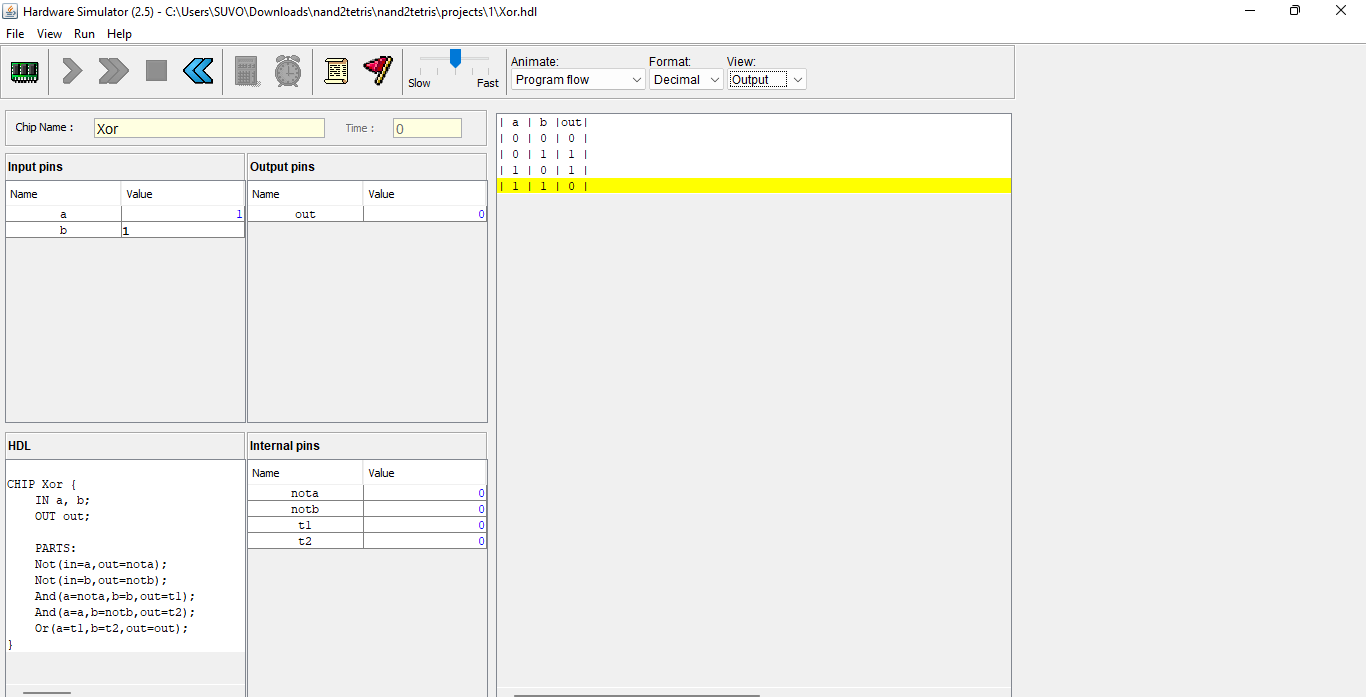 Hardware Simulator (2.5) - C:\Users\SUVO\Downloads\nand2tetris\nand2tetris\projects\1\Xor.hdl
File View Run Help
Slow Fast
Animate: Format: View:
Program flow Decimal Output
Chip Name : Xor Time : 0
Input pins
Name Value
a 1
b 1
Output pins
Name Value
out 0
HDL
CHIP Xor {
    IN a, b;
    OUT out;
    PARTS:
    Not(in=a,out=nota);
    Not(in=b,out=notb);
    And(a=nota,b=b,out=t1);
    And(a=a,b=notb,out=t2);
    Or(a=t1,b=t2,out=out);
}
Internal pins
Name Value
nota 0
notb 0
t1 0
t2 0
| a | b |out|
| 0 | 0 | 0 |
| 0 | 1 | 1 |
| 1 | 0 | 1 |
| 1 | 1 | 0 |